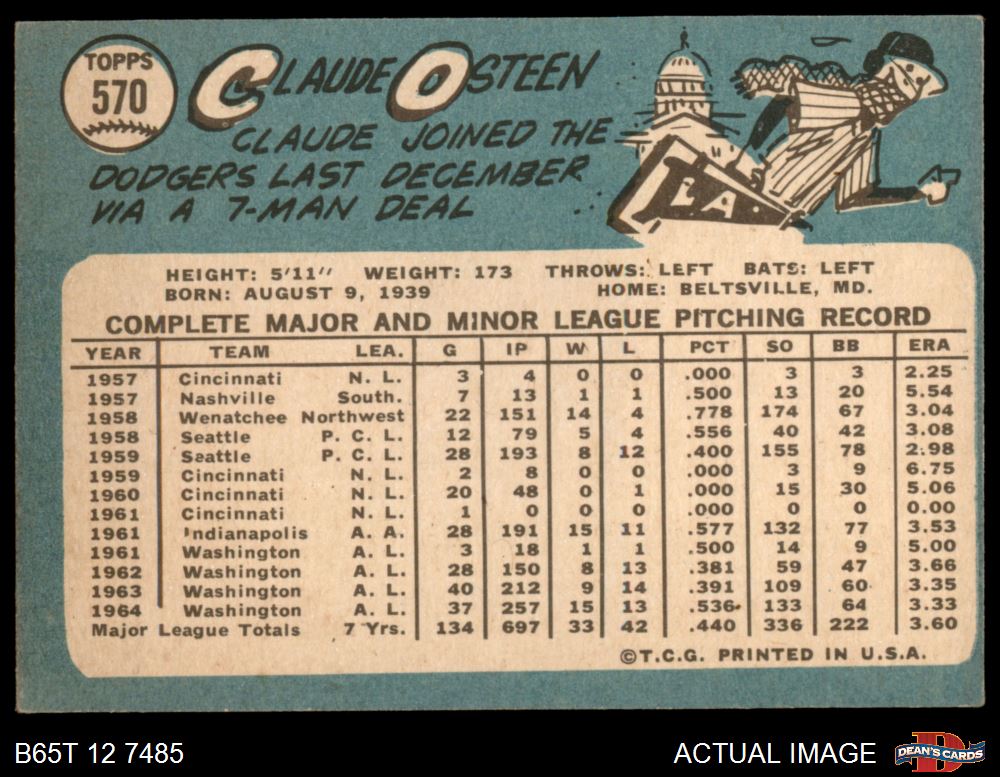 TOPPS
570
CLAUDE OSTEEN
CLAUDE JOINED THE
DODGERS LAST DECEMBER
VIA A 7-MAN DEAL
L.A.
HEIGHT: 5'11" WEIGHT: 173 THROWS: LEFT BATS: LEFT
BORN: AUGUST 9, 1939 HOME: BELTSVILLE, MD.
COMPLETE MAJOR AND MINOR LEAGUE PITCHING RECORD
YEAR TEAM LEA. G IP W L PCT SO BB ERA
1957 Cincinnati N. L. 3 4 0 0 .000 3 3 2.25
1957 Nashville South. 7 13 1 1 .500 13 20 5.54
1958 Wenatchee Northwest 22 151 14 4 .778 174 67 3.04
1958 Seattle P. C. L. 12 79 5 4 .556 40 42 3.08
1959 Seattle P. C. L. 28 193 8 12 .400 155 78 2.98
1959 Cincinnati N. L. 2 8 0 0 .000 3 9 6.75
1960 Cincinnati N. L. 20 48 0 1 .000 15 30 5.06
1961 Cincinnati N. L. 1 0 0 0 .000 0 0 0.00
1961 Indianapolis A. A. 28 191 15 11 .577 132 77 3.53
1961 Washington A. L. 3 18 1 1 .500 14 9 5.00
1962 Washington A. L. 28 150 8 13 .381 59 47 3.66
1963 Washington A. L. 40 212 9 14 .391 109 60 3.35
1964 Washington A. L. 37 257 15 13 .536 133 64 3.33
Major League Totals 7 Yrs. 134 697 33 42 .440 336 222 3.60
©T.C.G. PRINTED IN U.S.A.
B65T 12 7485 ACTUAL IMAGE DEAN'S CARDS